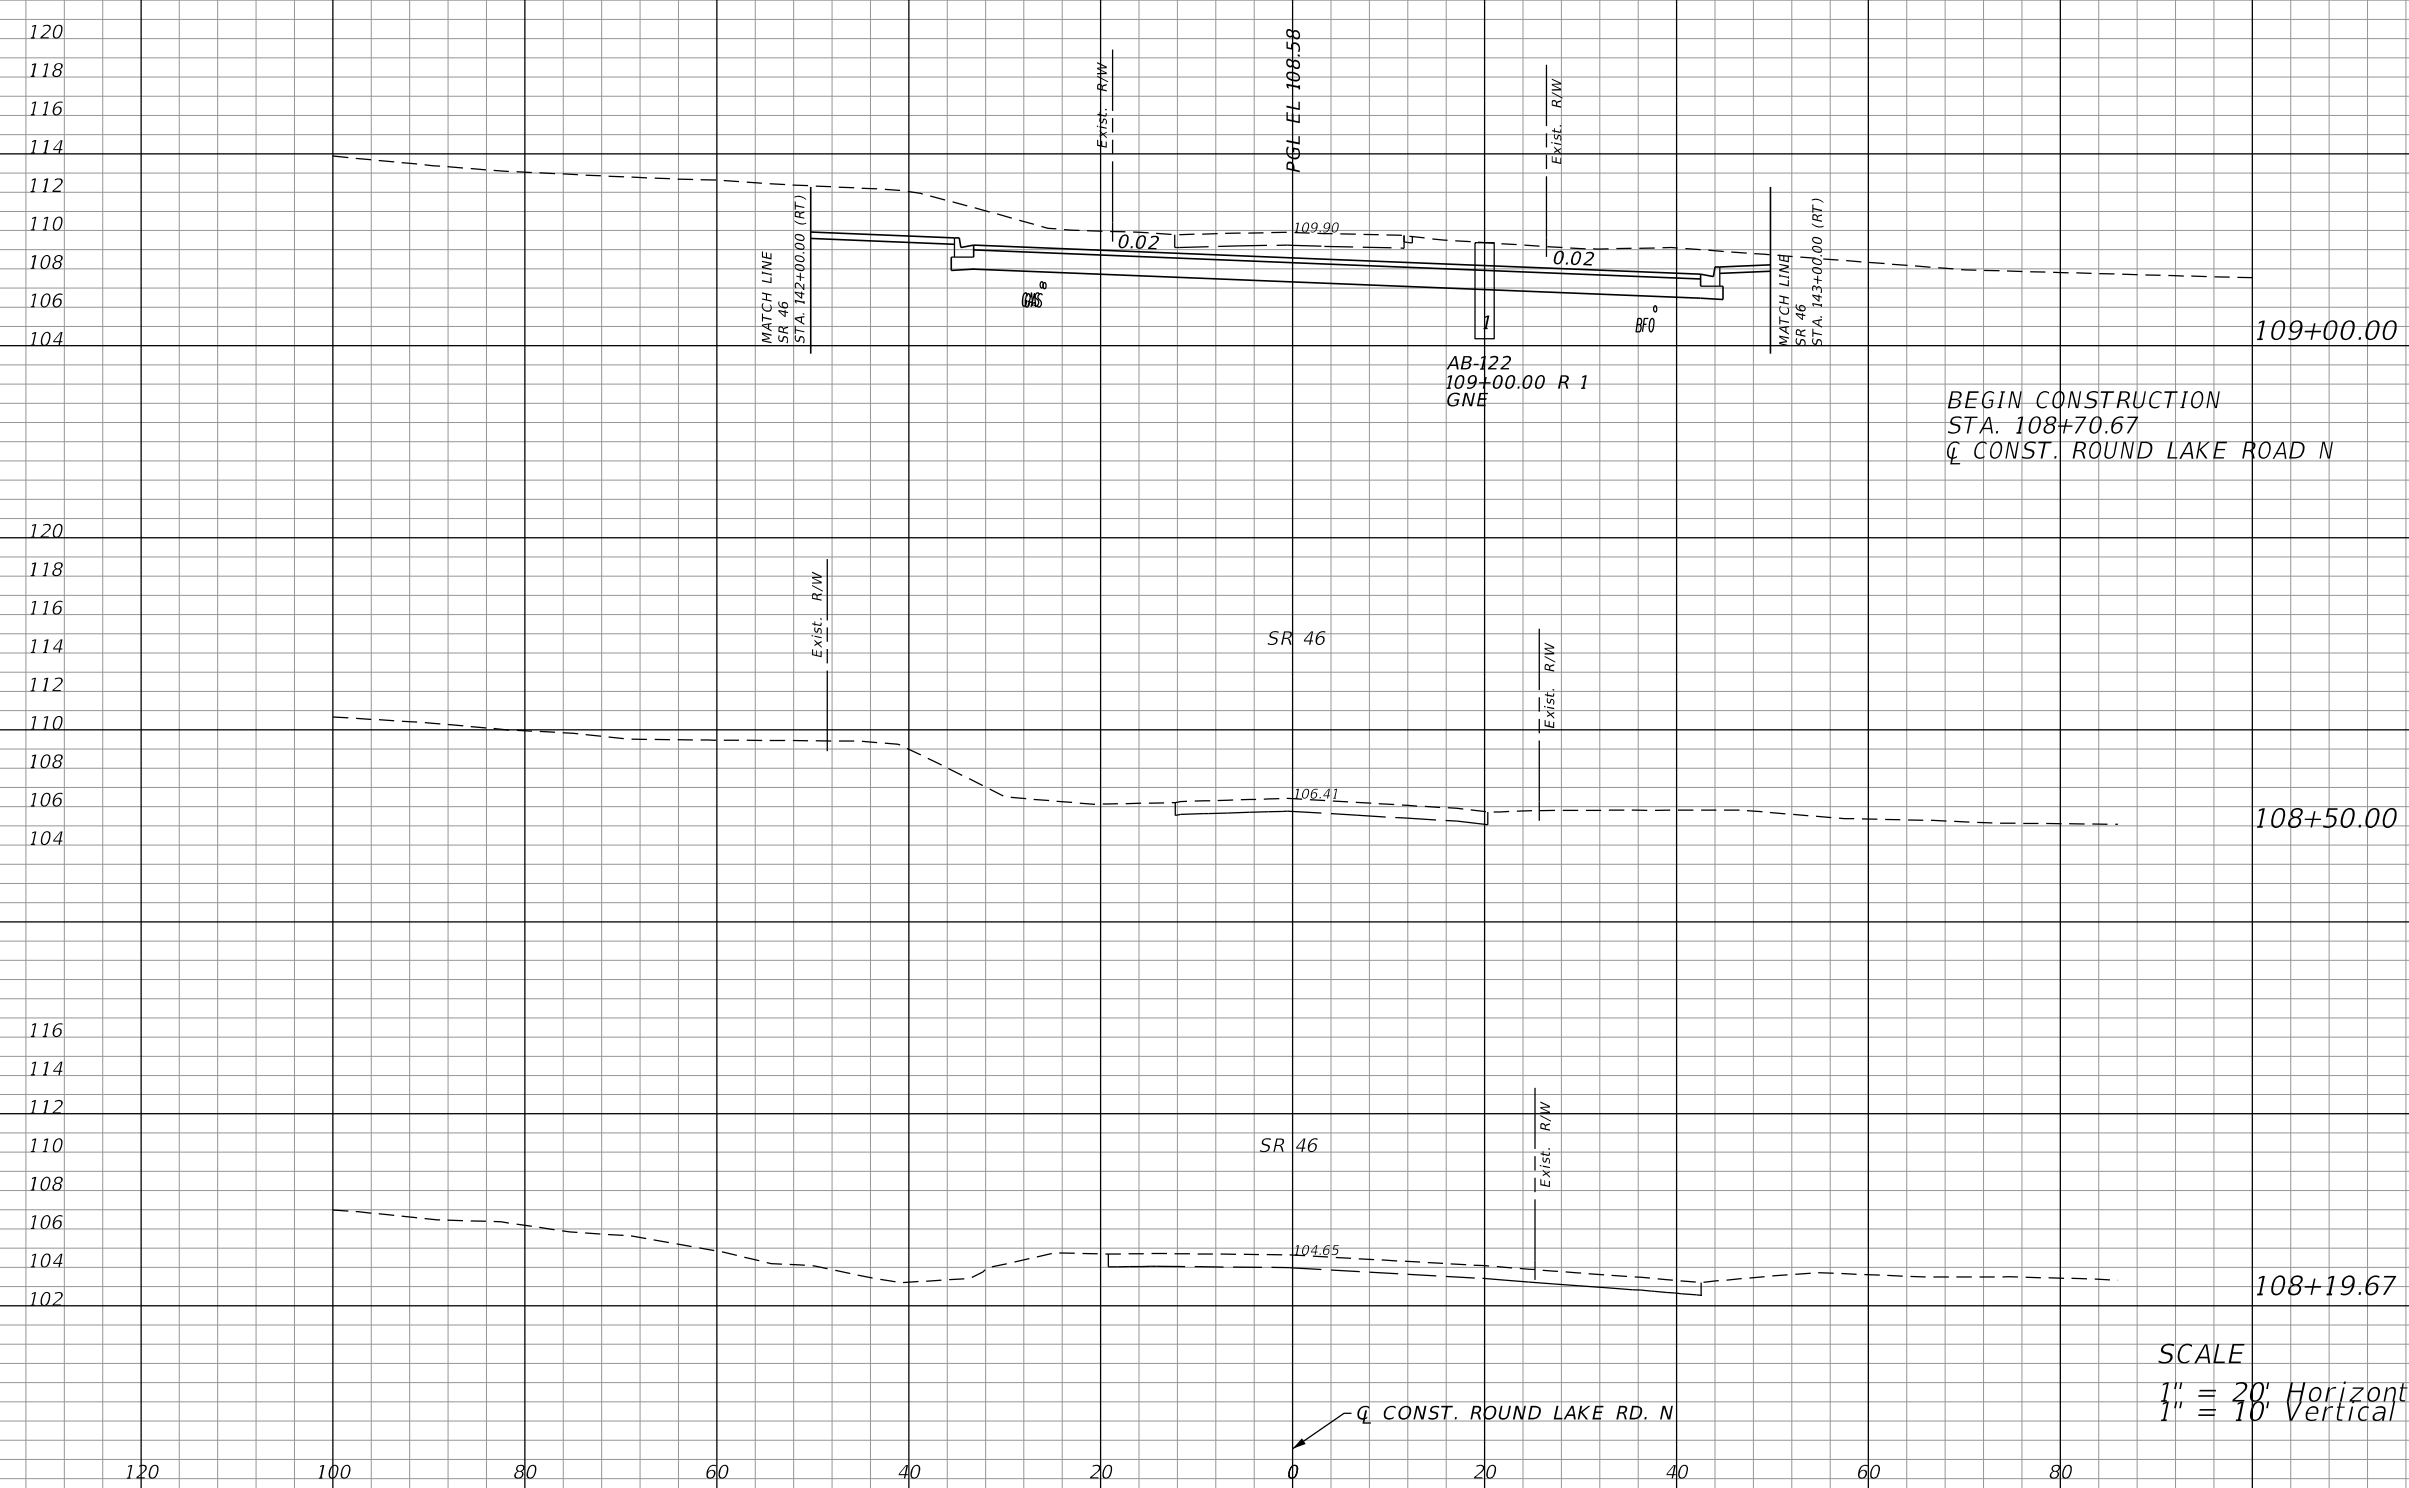 120
118
116
114
112
110
108
106
104
Exist. R/W
PGL EL 108.58
Exist. R/W
MATCH LINE
SR 46
STA. 142+00.00 (RT)
0.02
109.90
0.02
BFO
1
MATCH LINE
SR 46
STA. 143+00.00 (RT)
109+00.00
AB-122
109+00.00 R 1
GNE
BEGIN CONSTRUCTION
STA. 108+70.67
℄ CONST. ROUND LAKE ROAD N
120
118
116
114
112
110
108
106
104
Exist. R/W
SR 46
Exist. R/W
106.41
108+50.00
116
114
112
110
108
106
104
102
SR 46
Exist. R/W
104.65
108+19.67
SCALE
1" = 20' Horizont
1" = 10' Vertical
℄ CONST. ROUND LAKE RD. N
120 100 80 60 40 20 0 20 40 60 80